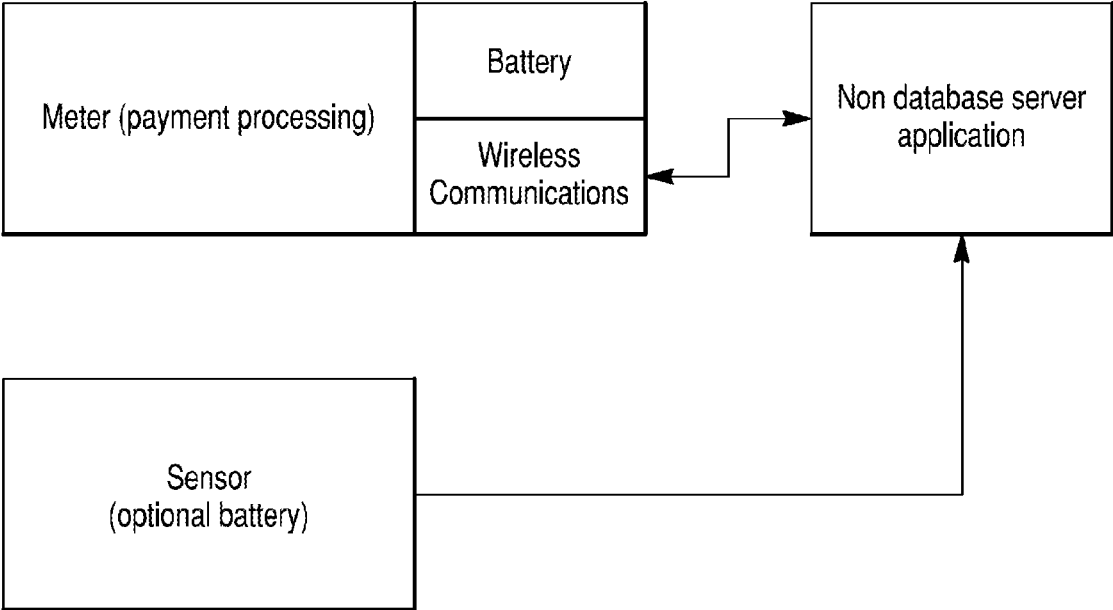 Meter (payment processing)
Battery
Wireless
Communications
Non database server
application
Sensor
(optional battery)